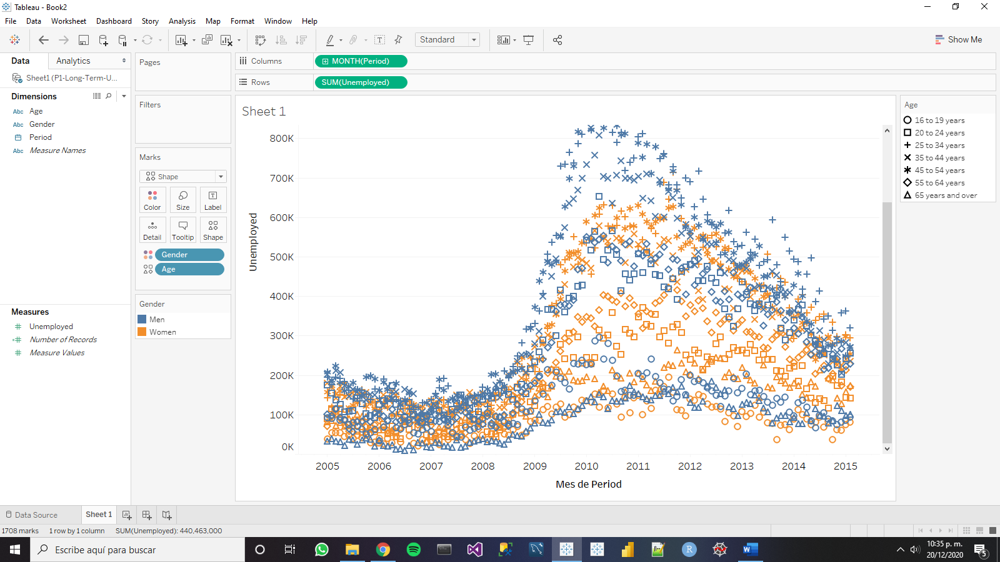 Tableau - Book2
File Data Worksheet Dashboard Story Analysis Map Format Window Help
Standard
Show Me
Data Analytics
Sheet1 (P1-Long-Term-U...
Dimensions
Abc Age
Abc Gender
Period
Abc Measure Names
Measures
# Unemployed
=# Number of Records
# Measure Values
Pages
Filters
Marks
Shape
Color Size Label
Detail Tooltip Shape
Gender
Age
Gender
Men
Women
Columns MONTH(Period)
Rows SUM(Unemployed)
Sheet 1
Unemployed
800K
700K
600K
500K
400K
300K
200K
100K
0K
2005 2006 2007 2008 2009 2010 2011 2012 2013 2014 2015
Mes de Period
Age
16 to 19 years
20 to 24 years
25 to 34 years
35 to 44 years
45 to 54 years
55 to 64 years
65 years and over
Data Source Sheet 1
1708 marks 1 row by 1 column SUM(Unemployed): 440,463,000
Escribe aquí para buscar
10:35 p. m.
20/12/2020
5